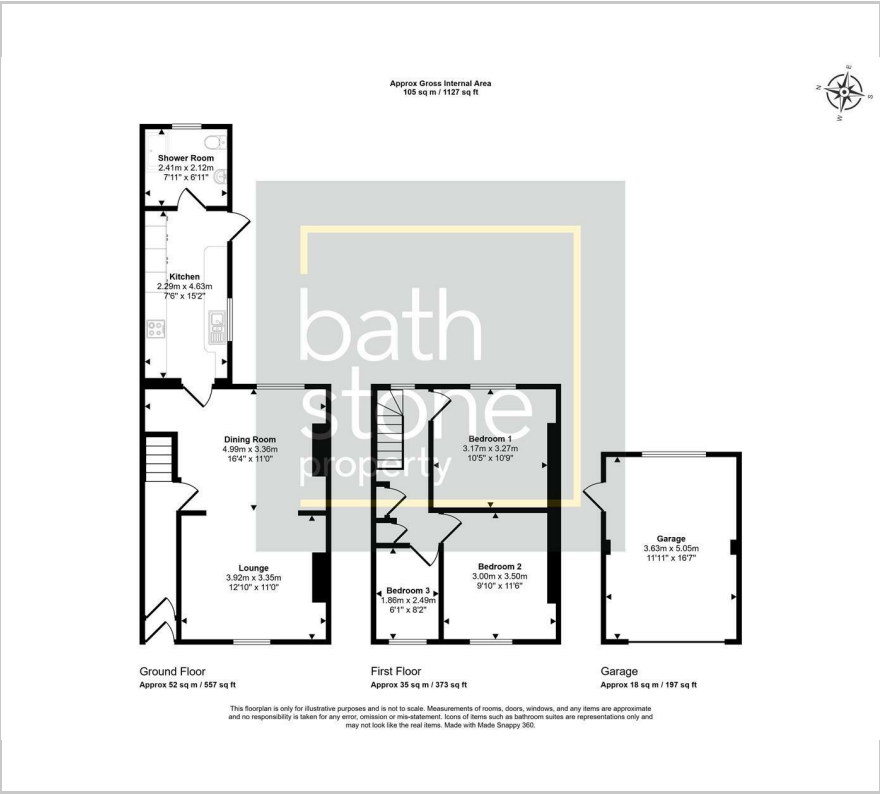 Approx Gross Internal Area
105 sq m / 1127 sq ft
N
E
S
W
Shower Room
2.41m x 2.12m
7'11" x 6'11"
Kitchen
2.29m x 4.63m
7'6" x 15'2"
bath
stone
property
Dining Room
4.99m x 3.36m
16'4" x 11'0"
Bedroom 1
3.17m x 3.27m
10'5" x 10'9"
Lounge
3.92m x 3.35m
12'10" x 11'0"
Bedroom 2
3.00m x 3.50m
9'10" x 11'6"
Bedroom 3
1.86m x 2.49m
6'1" x 8'2"
Garage
3.63m x 5.05m
11'11" x 16'7"
Ground Floor
Approx 52 sq m / 557 sq ft
First Floor
Approx 35 sq m / 373 sq ft
Garage
Approx 18 sq m / 197 sq ft
This floorplan is only for illustrative purposes and is not to scale. Measurements of rooms, doors, windows, and any items are approximate
and no responsibility is taken for any error, omission or mis-statement. Icons of items such as bathroom suites are representations only and
may not look like the real items. Made with Made Snappy 360.